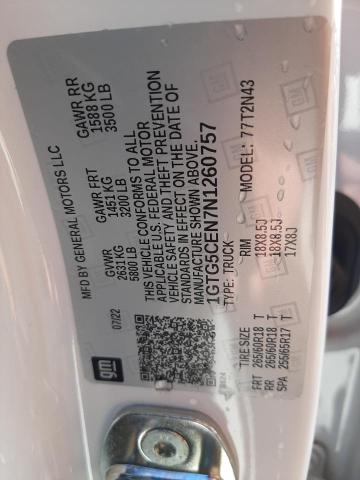 gm
MFD BY GENERAL MOTORS LLC
07/22
GVWR
2631 KG
5800 LB
GAWR FRT
1451 KG
3200 LB
GAWR RR
1588 KG
3500 LB
THIS VEHICLE CONFORMS TO ALL
APPLICABLE U.S. FEDERAL MOTOR
VEHICLE SAFETY AND THEFT PREVENTION
STANDARDS IN EFFECT ON THE DATE OF
MANUFACTURE SHOWN ABOVE.
1GTG5CEN7N1260757
TYPE: TRUCK
MODEL: 77T2N43
TIRE SIZE
RIM
FRT 265/60R18 T 18X8.5J
RR 265/60R18 T 18X8.5J
SPA 255/65R17 T 17X8J